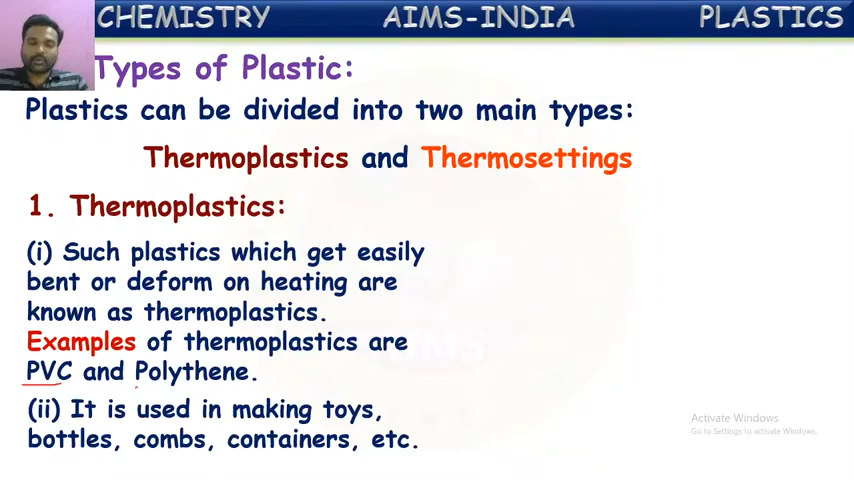 CHEMISTRY AIMS-INDIA PLASTICS
Types of Plastic:
Plastics can be divided into two main types:
Thermoplastics and Thermosettings
1. Thermoplastics:
(i) Such plastics which get easily
bent or deform on heating are
known as thermoplastics.
Examples of thermoplastics are
PVC and Polythene.
(ii) It is used in making toys,
bottles, combs, containers, etc.
Activate Windows
Go to Settings to activate Windows.